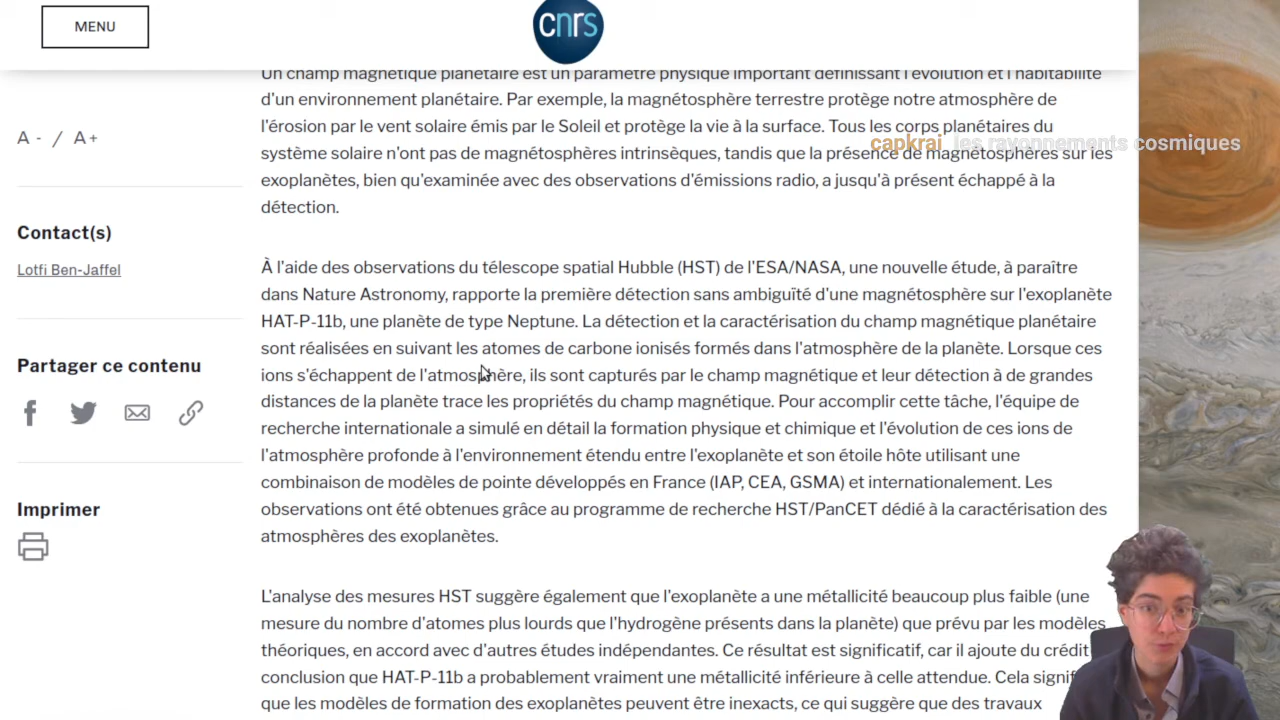 MENU
cnrs
Un champ magnétique planétaire est un paramètre physique important définissant l'évolution et l'habitabilité
d'un environnement planétaire. Par exemple, la magnétosphère terrestre protège notre atmosphère de
l'érosion par le vent solaire émis par le Soleil et protège la vie à la surface. Tous les corps planétaires du
système solaire n'ont pas de magnétosphères intrinsèques, tandis que la présence de magnétosphères sur les
exoplanètes, bien qu'examinée avec des observations d'émissions radio, a jusqu'à présent échappé à la
détection.
capkrai les rayonnements cosmiques
A - / A+
Contact(s)
Lotfi Ben-Jaffel
Partager ce contenu
Imprimer
À l'aide des observations du télescope spatial Hubble (HST) de l'ESA/NASA, une nouvelle étude, à paraître
dans Nature Astronomy, rapporte la première détection sans ambiguïté d'une magnétosphère sur l'exoplanète
HAT-P-11b, une planète de type Neptune. La détection et la caractérisation du champ magnétique planétaire
sont réalisées en suivant les atomes de carbone ionisés formés dans l'atmosphère de la planète. Lorsque ces
ions s'échappent de l'atmosphère, ils sont capturés par le champ magnétique et leur détection à de grandes
distances de la planète trace les propriétés du champ magnétique. Pour accomplir cette tâche, l'équipe de
recherche internationale a simulé en détail la formation physique et chimique et l'évolution de ces ions de
l'atmosphère profonde à l'environnement étendu entre l'exoplanète et son étoile hôte utilisant une
combinaison de modèles de pointe développés en France (IAP, CEA, GSMA) et internationalement. Les
observations ont été obtenues grâce au programme de recherche HST/PanCET dédié à la caractérisation des
atmosphères des exoplanètes.
L'analyse des mesures HST suggère également que l'exoplanète a une métallicité beaucoup plus faible (une
mesure du nombre d'atomes plus lourds que l'hydrogène présents dans la planète) que prévu par les modèles
théoriques, en accord avec d'autres études indépendantes. Ce résultat est significatif, car il ajoute du crédit
conclusion que HAT-P-11b a probablement vraiment une métallicité inférieure à celle attendue. Cela
que les modèles de formation des exoplanètes peuvent être inexacts, ce qui suggère que des travaux